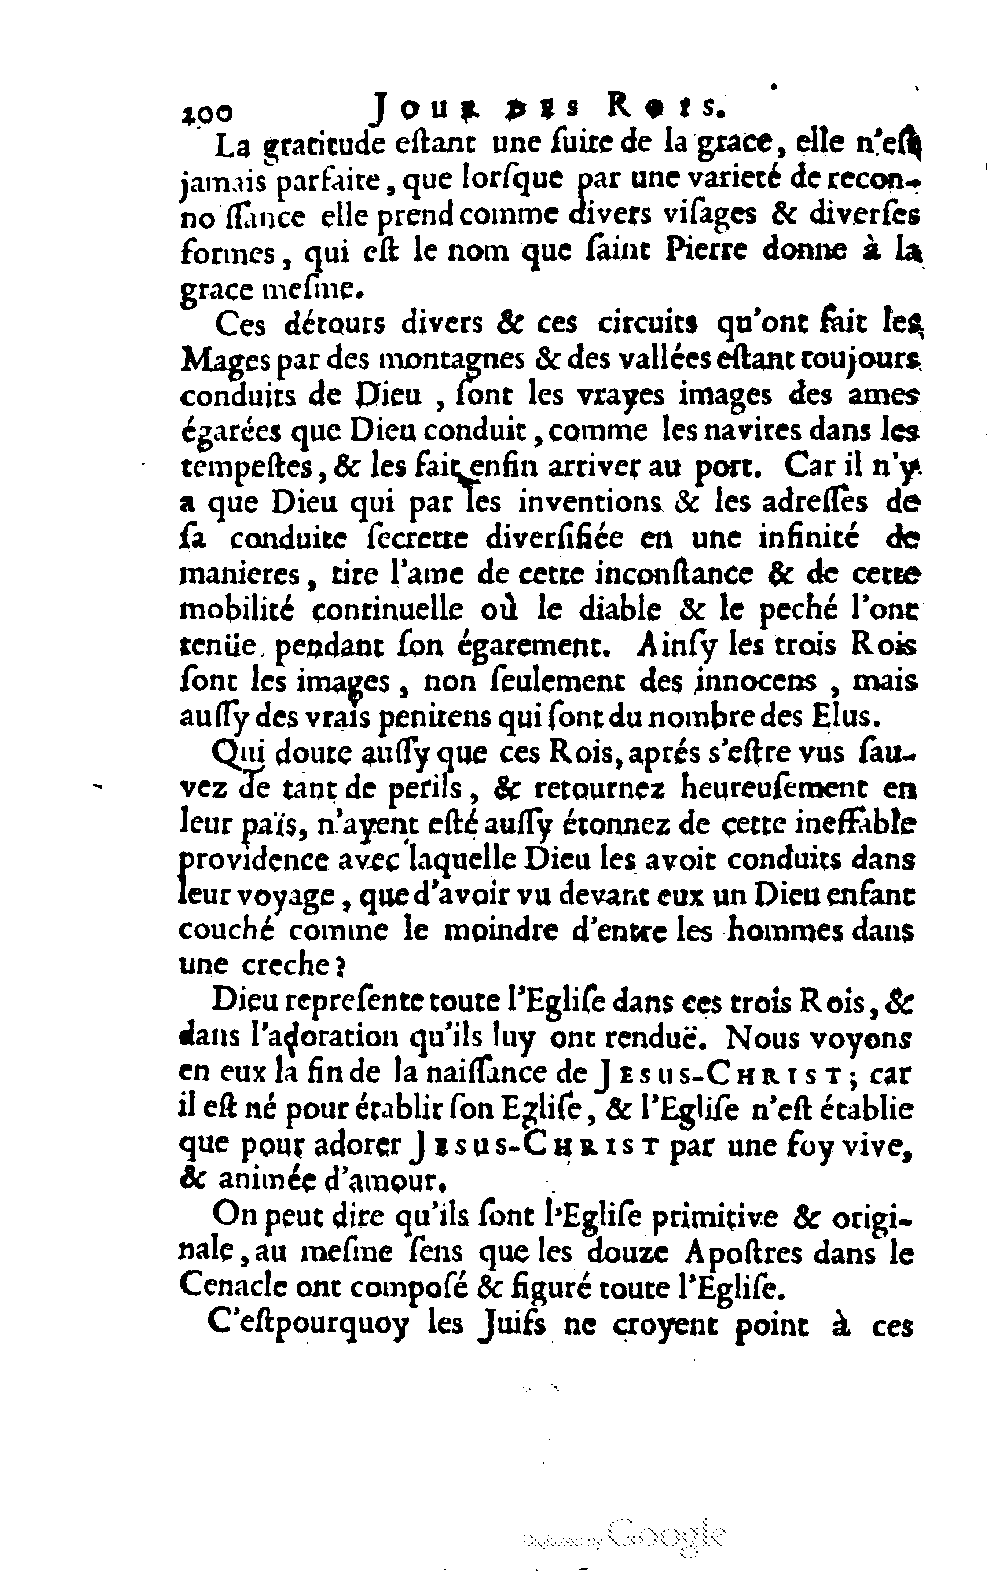 200 JOUR DES ROIS.
La gratitude eſtant une ſuite de la grace, elle n'eſt
jamais parfaite, que lorſque par une varieté de recon-
noſſance elle prend comme divers viſages & diverſes
formes, qui eſt le nom que ſaint Pierre donne à la
grace meſme.
Ces détours divers & ces circuits qu'ont fait les
Mages par des montagnes & des vallées eſtant toujours
conduits de Dieu , ſont les vrayes images des ames
égarées que Dieu conduit, comme les navires dans les
tempeſtes, & les fait enfin arriver au port. Car il n'y
a que Dieu qui par les inventions & les adreſſes de
ſa conduite ſecrette diverſifiée en une infinité de
manieres, tire l'ame de cette inconſtance & de cette
mobilité continuelle où le diable & le peché l'ont
tenüe pendant ſon égarement. Ainſy les trois Rois
ſont les images, non ſeulement des innocens , mais
auſſy des vrais penitens qui ſont du nombre des Elus.
Qui doute auſſy que ces Rois, aprés s'eſtre vus ſau-
vez de tant de perils, & retournez heureuſement en
leur païs, n'ayent eſté auſſy étonnez de cette ineffable
providence avec laquelle Dieu les avoit conduits dans
leur voyage, que d'avoir vu devant eux un Dieu enfant
couché comme le moindre d'entre les hommes dans
une creche?
Dieu repreſente toute l'Egliſe dans ces trois Rois, &
dans l'adoration qu'ils luy ont renduë. Nous voyons
en eux la fin de la naiſſance de JESUS-CHRIST; car
il eſt né pour établir ſon Egliſe, & l'Egliſe n'eſt établie
que pour adorer JESUS-CHRIST par une foy vive,
& animée d'amour.
On peut dire qu'ils ſont l'Egliſe primitive & origi-
nale, au meſme ſens que les douze Apoſtres dans le
Cenacle ont compoſé & figuré toute l'Egliſe.
C'eſtpourquoy les Juifs ne croyent point à ces
Digitized by Google